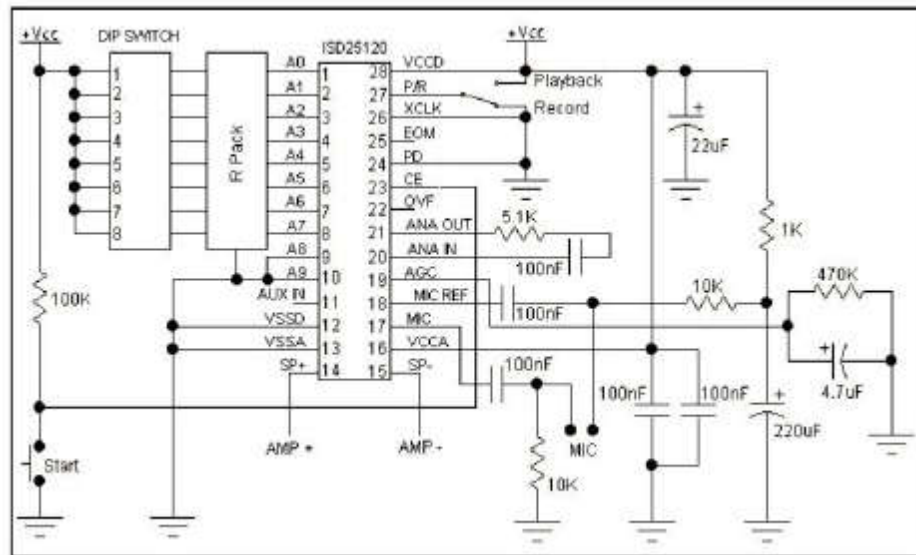 +Vcc
DIP SWITCH
ISD25120
+Vcc
1
2
3
4
5
6
7
8
R Pack
A0
A1
A2
A3
A4
A5
A6
A7
A8
A9
AUX IN
VSSD
VSSA
SP+
1
2
3
4
5
6
7
8
9
10
11
12
13
14
28
27
26
25
24
23
22
21
20
19
18
17
16
15
VCCD
P/R
XCLK
EOM
PD
CE
OVF
ANA OUT
ANA IN
AGC
MIC REF
MIC
VCCA
SP-
Playback
Record
22uF
5.1K
100nF
1K
100K
10K
470K
100nF
100nF
4.7uF
100nF
100nF
220uF
AMP +
AMP -
MIC
10K
Start